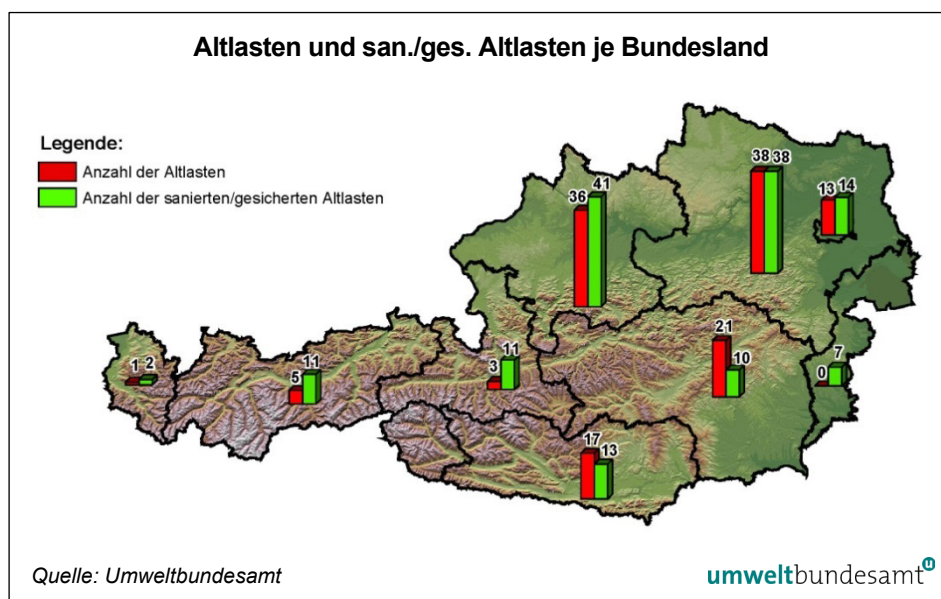 Altlasten und san./ges. Altlasten je Bundesland
Legende:
Anzahl der Altlasten
Anzahl der sanierten/gesicherten Altlasten
38 38
13 14
36 41
21 10
1 2
5 11
3 11
0 7
17 13
Quelle: Umweltbundesamt
umweltbundesamt u